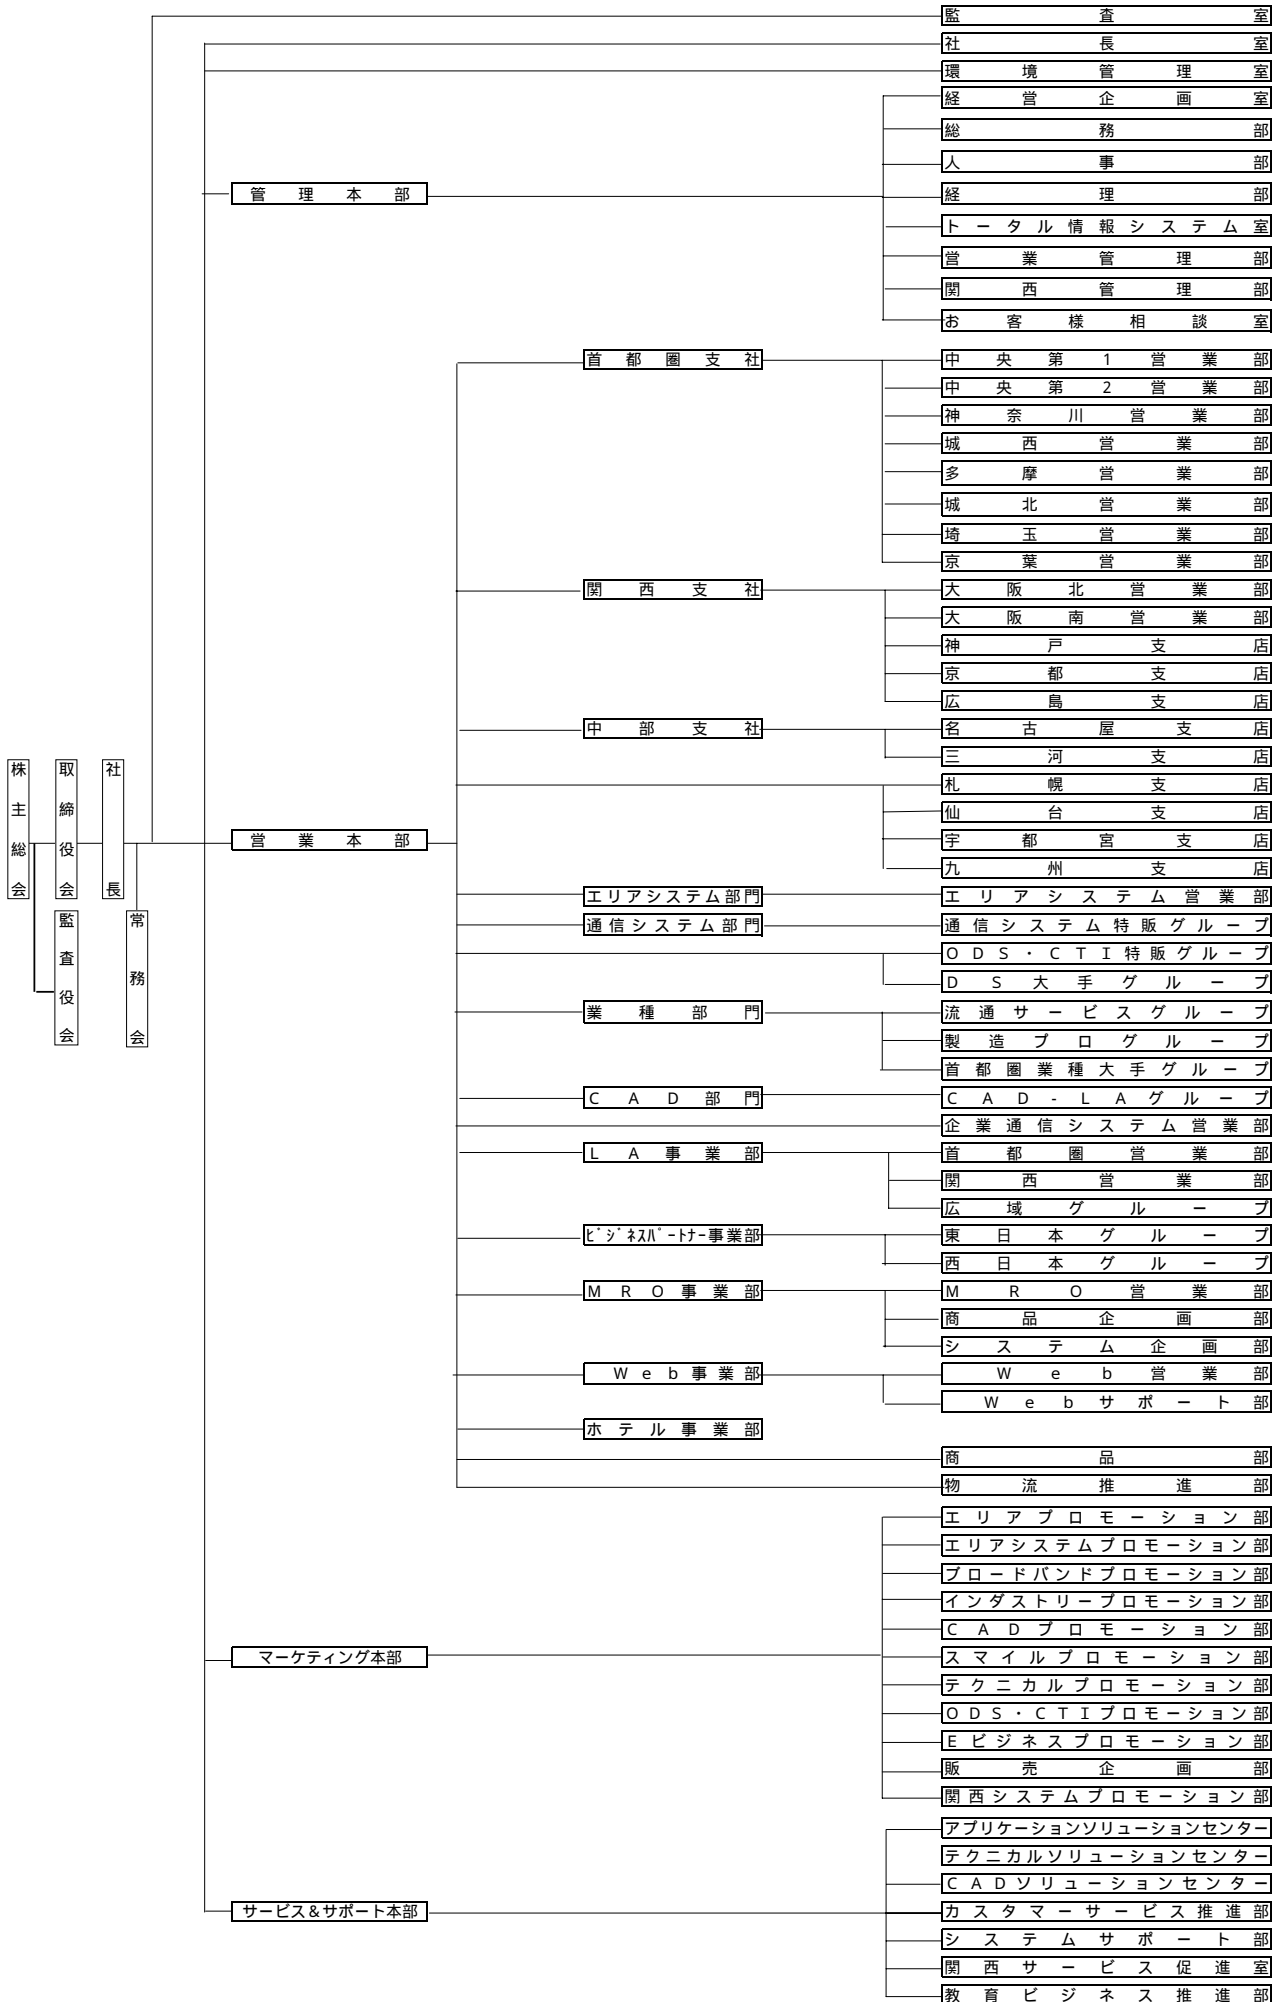 監査室
社長室
環境管理室
経営企画室
総務部
人事部
管理本部
経理部
トータル情報システム室
営業管理部
関西管理部
お客様相談室
首都圏支社
中央第1営業部
中央第2営業部
神奈川営業部
城西営業部
多摩営業部
城北営業部
埼玉営業部
京葉営業部
関西支社
大阪北営業部
大阪南営業部
神戸支店
京都支店
広島支店
中部支社
名古屋支店
三河支店
株主総会
取締役会
社長
監査役会
常務会
札幌支店
仙台支店
営業本部
宇都宮支店
九州支店
エリアシステム部門
エリアシステム営業部
通信システム部門
通信システム特販グループ
ODS・CTI特販グループ
DS大手グループ
業種部門
流通サービスグループ
製造プログループ
首都圏業種大手グループ
CAD部門
CAD-LAグループ
企業通信システム営業部
LA事業部
首都圏営業部
関西営業部
広域グループ
ﾋﾞｼﾞﾈｽﾊﾟｰﾄﾅｰ事業部
東日本グループ
西日本グループ
MRO事業部
MRO営業部
商品企画部
システム企画部
Web事業部
Web営業部
Webサポート部
ホテル事業部
商品部
物流推進部
エリアプロモーション部
エリアシステムプロモーション部
ブロードバンドプロモーション部
インダストリープロモーション部
CADプロモーション部
マーケティング本部
スマイルプロモーション部
テクニカルプロモーション部
ODS・CTIプロモーション部
Eビジネスプロモーション部
販売企画部
関西システムプロモーション部
アプリケーションソリューションセンター
テクニカルソリューションセンター
CADソリューションセンター
サービス＆サポート本部
カスタマーサービス推進部
システムサポート部
関西サービス促進室
教育ビジネス推進部